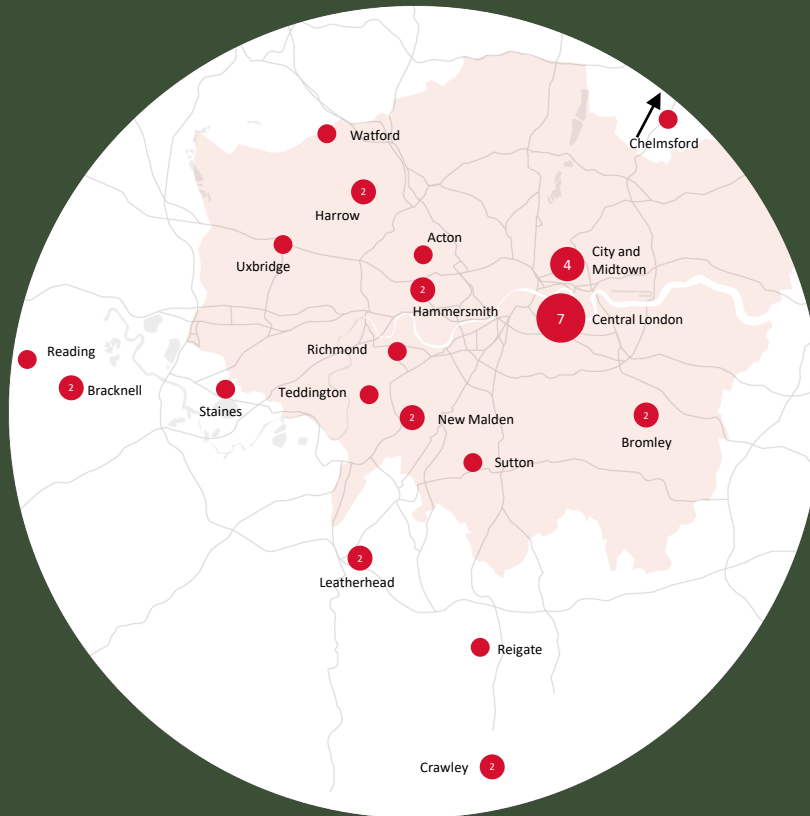 Watford
Chelmsford
2
Harrow
Acton
City and
Midtown
4
Uxbridge
2
Hammersmith
7
Central London
Reading
Richmond
2
Bracknell
Staines
Teddington
2
New Malden
2
Bromley
Sutton
2
Leatherhead
Reigate
Crawley
2